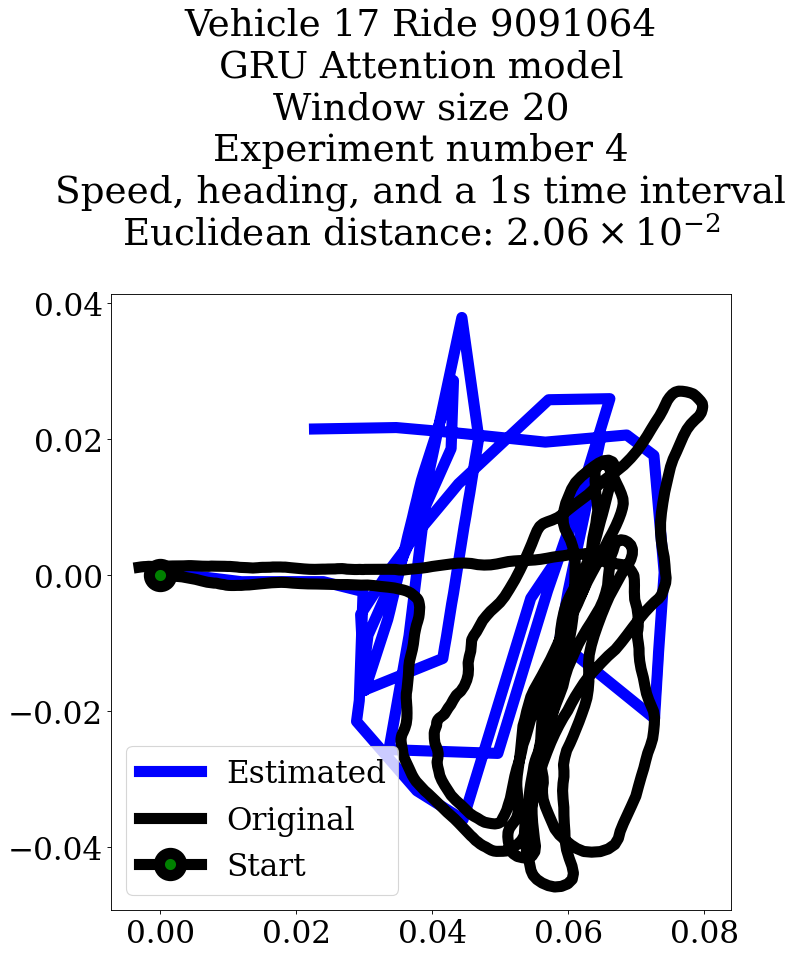 Vehicle 17 Ride 9091064
GRU Attention model
Window size 20
Experiment number 4
Speed, heading, and a 1s time interval
Euclidean distance: 2.06 × 10⁻²
0.04
0.02
0.00
−0.02
−0.04
Estimated
Original
Start
0.00 0.02 0.04 0.06 0.08